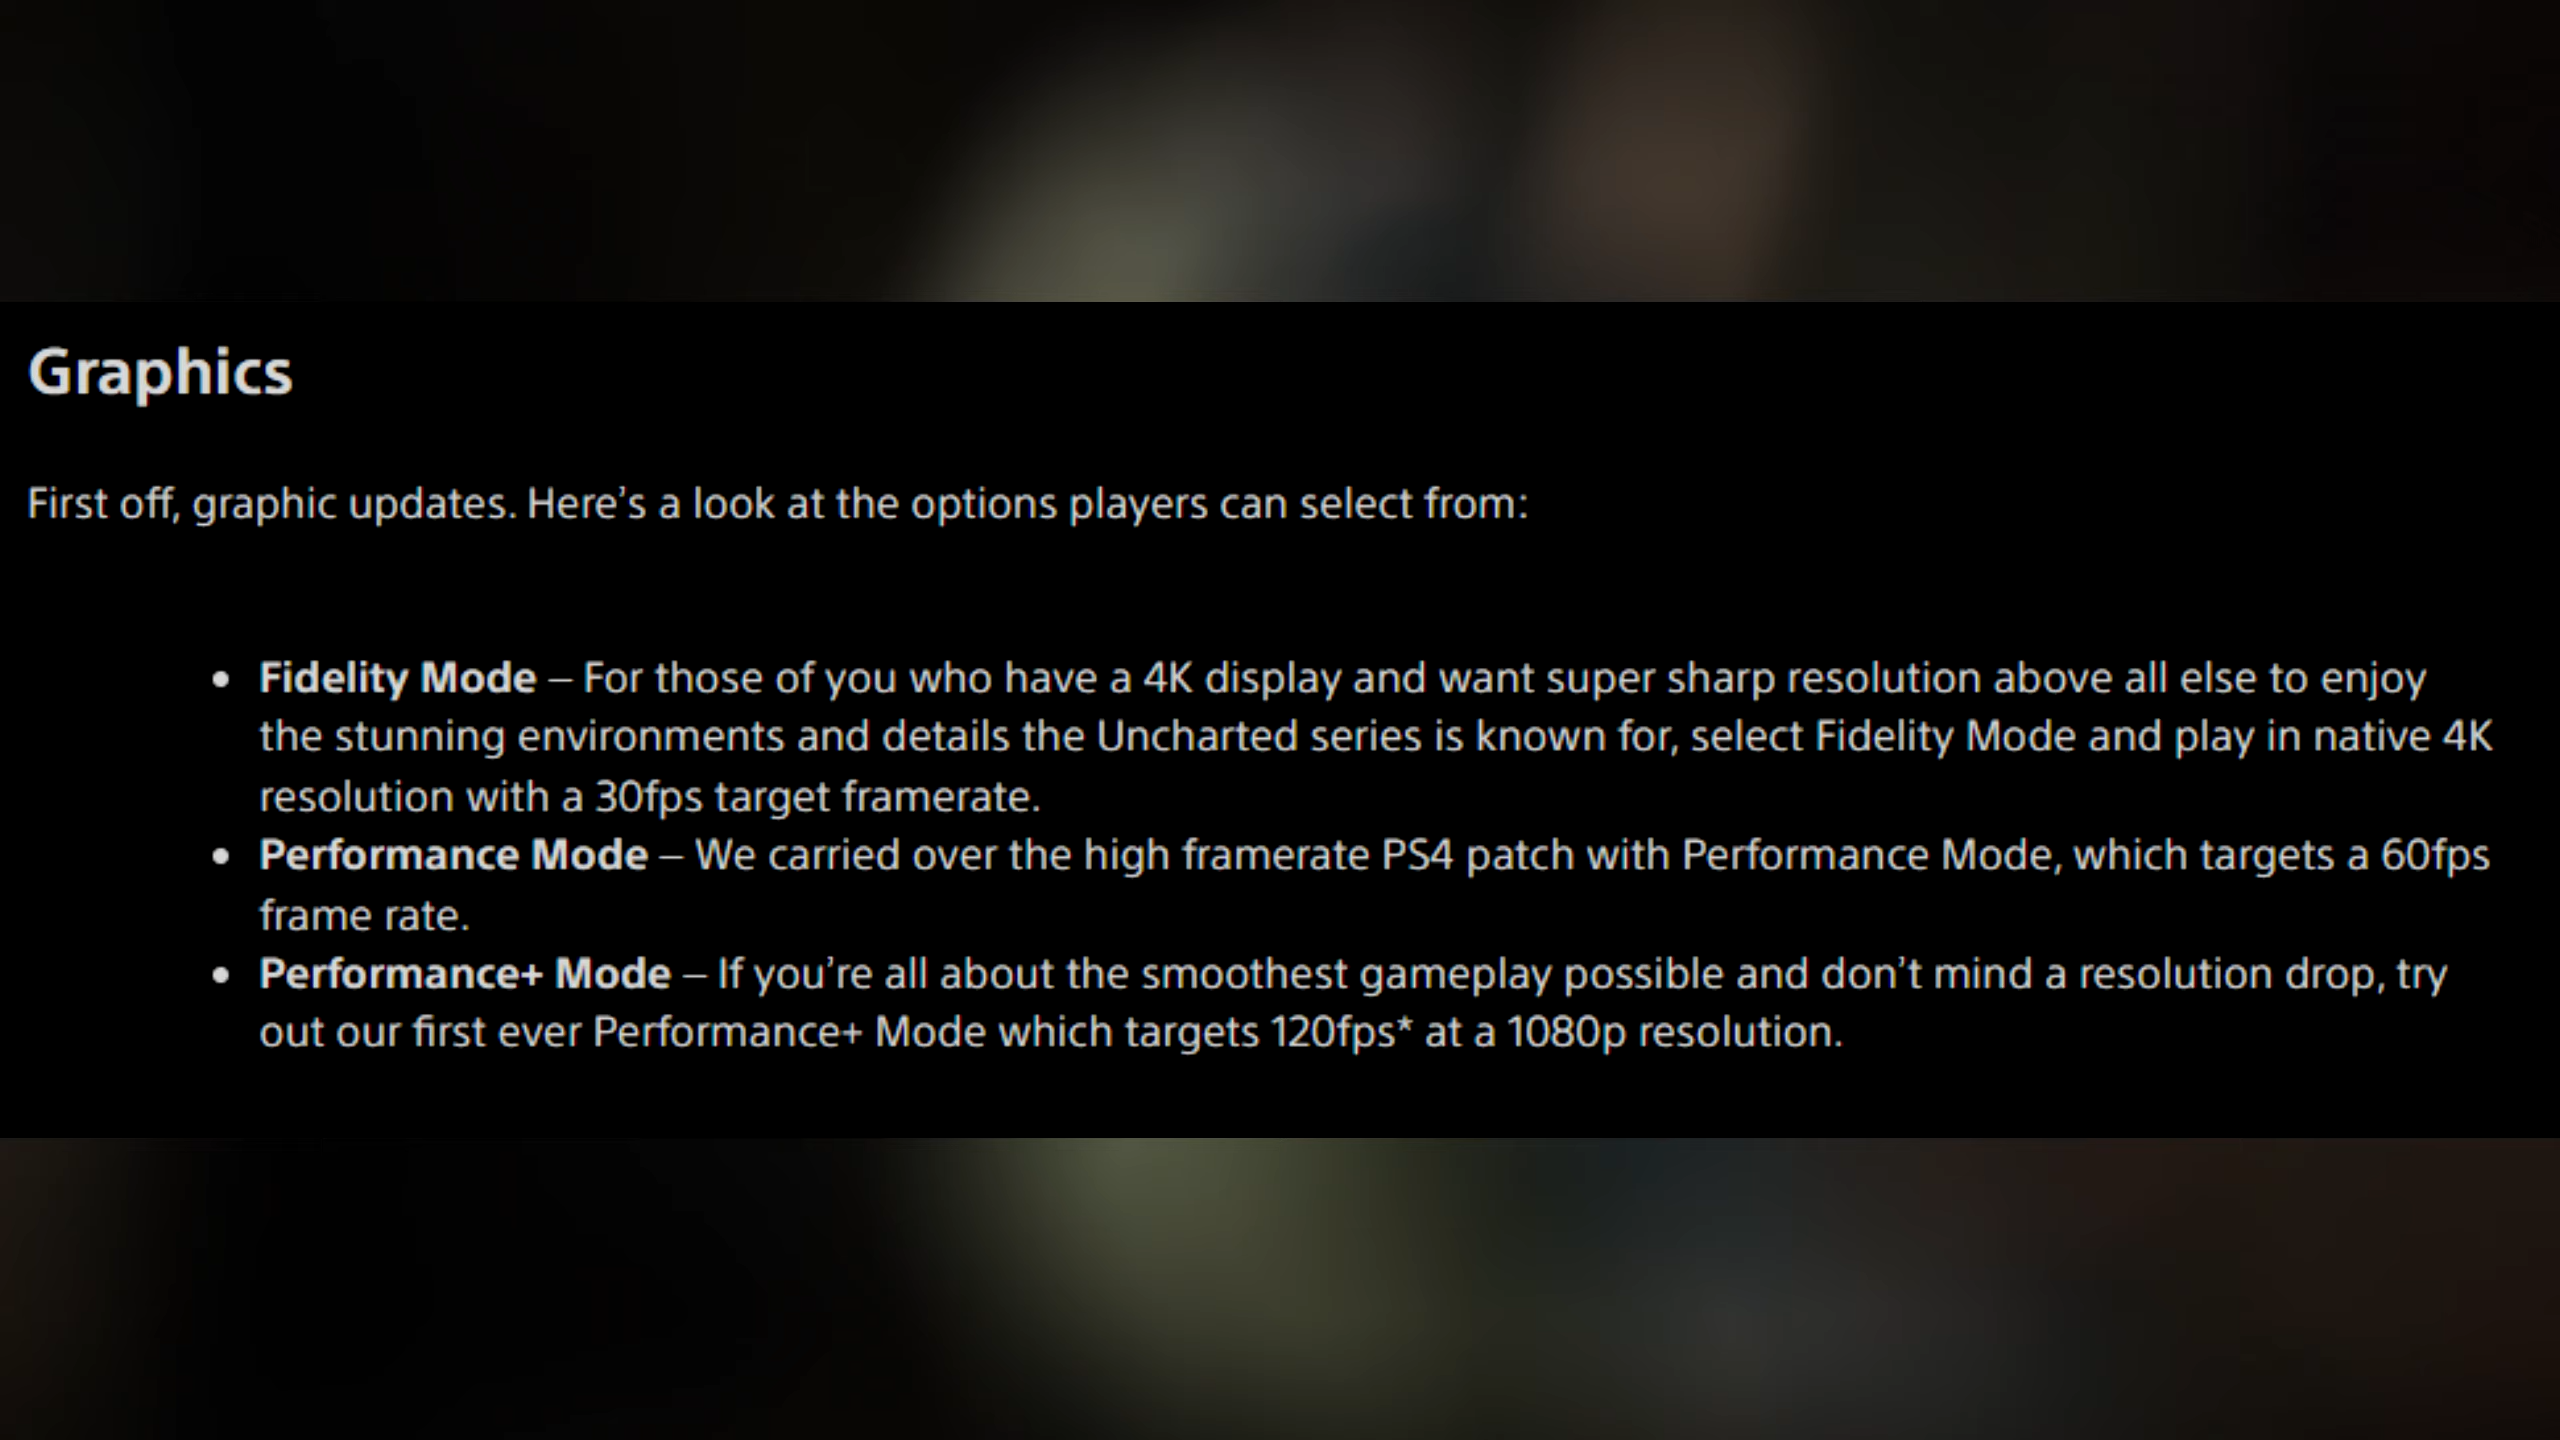 Graphics
First off, graphic updates. Here’s a look at the options players can select from:
• Fidelity Mode – For those of you who have a 4K display and want super sharp resolution above all else to enjoy
the stunning environments and details the Uncharted series is known for, select Fidelity Mode and play in native 4K
resolution with a 30fps target framerate.
• Performance Mode – We carried over the high framerate PS4 patch with Performance Mode, which targets a 60fps
frame rate.
• Performance+ Mode – If you’re all about the smoothest gameplay possible and don’t mind a resolution drop, try
out our first ever Performance+ Mode which targets 120fps* at a 1080p resolution.